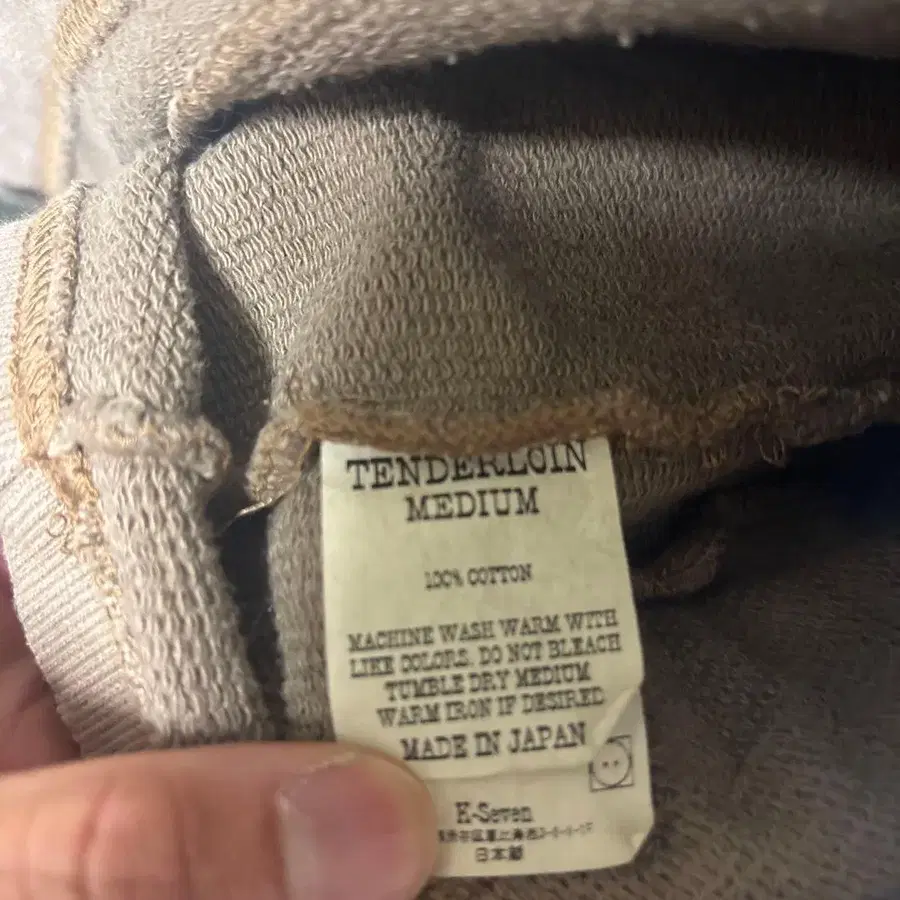 TENDERLOIN
MEDIUM
100% COTTON
MACHINE WASH WARM WITH
LIKE COLORS. DO NOT BLEACH
TUMBLE DRY MEDIUM
WARM IRON IF DESIRED
MADE IN JAPAN
K-Seven
日本製